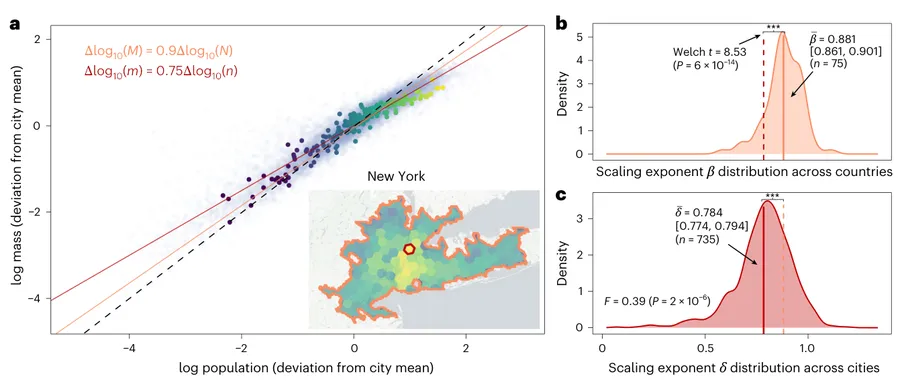 a
Δlog10(M) = 0.9Δlog10(N)
Δlog10(m) = 0.75Δlog10(n)
2
0
−2
−4
log mass (deviation from city mean)
−4
−2
0
2
log population (deviation from city mean)
New York
b
5
4
3
2
1
0
Density
***
Welch t = 8.53
(P = 6 × 10−14)
β̅ = 0.881
[0.861, 0.901]
(n = 75)
Scaling exponent β distribution across countries
c
3
2
1
0
Density
***
δ̅ = 0.784
[0.774, 0.794]
(n = 735)
F = 0.39 (P = 2 × 10−6)
0
0.5
1.0
Scaling exponent δ distribution across cities